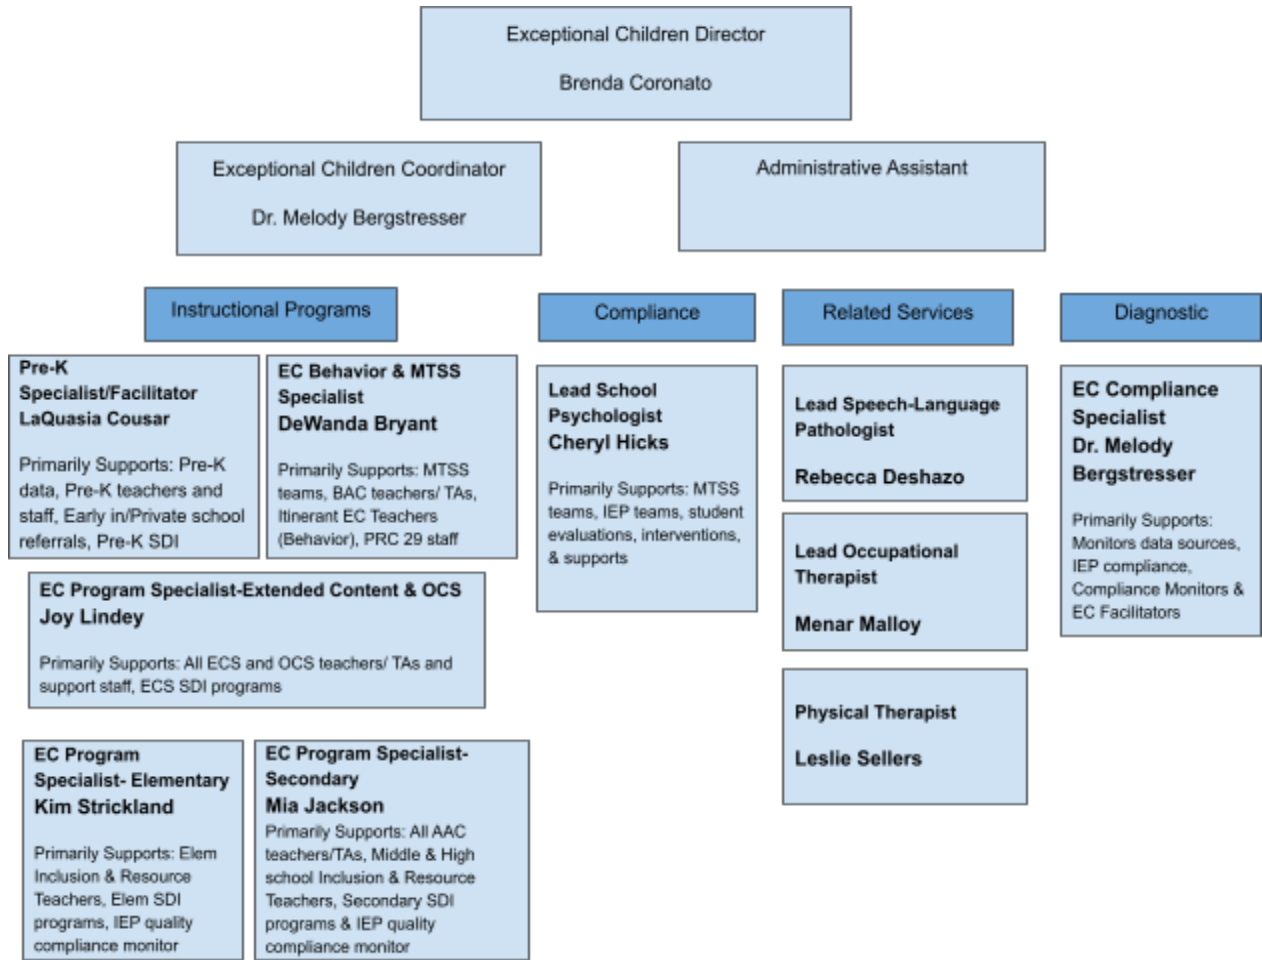 Exceptional Children Director
Brenda Coronato
Exceptional Children Coordinator
Dr. Melody Bergstresser
Administrative Assistant
Instructional Programs
Compliance
Related Services
Diagnostic
Pre-K
Specialist/Facilitator
LaQuasia Cousar
Primarily Supports: Pre-K
data, Pre-K teachers and
staff, Early in/Private school
referrals, Pre-K SDI
EC Behavior & MTSS
Specialist
DeWanda Bryant
Primarily Supports: MTSS
teams, BAC teachers/ TAs,
Itinerant EC Teachers
(Behavior), PRC 29 staff
EC Program Specialist-Extended Content & OCS
Joy Lindey
Primarily Supports: All ECS and OCS teachers/ TAs and
support staff, ECS SDI programs
EC Program
Specialist- Elementary
Kim Strickland
Primarily Supports: Elem
Inclusion & Resource
Teachers, Elem SDI
programs, IEP quality
compliance monitor
EC Program Specialist-
Secondary
Mia Jackson
Primarily Supports: All AAC
teachers/TAs, Middle & High
school Inclusion & Resource
Teachers, Secondary SDI
programs & IEP quality
compliance monitor
Lead School
Psychologist
Cheryl Hicks
Primarily Supports: MTSS
teams, IEP teams, student
evaluations, interventions,
& supports
Lead Speech-Language
Pathologist
Rebecca Deshazo
Lead Occupational
Therapist
Menar Malloy
Physical Therapist
Leslie Sellers
EC Compliance
Specialist
Dr. Melody
Bergstresser
Primarily Supports:
Monitors data sources,
IEP compliance,
Compliance Monitors &
EC Facilitators